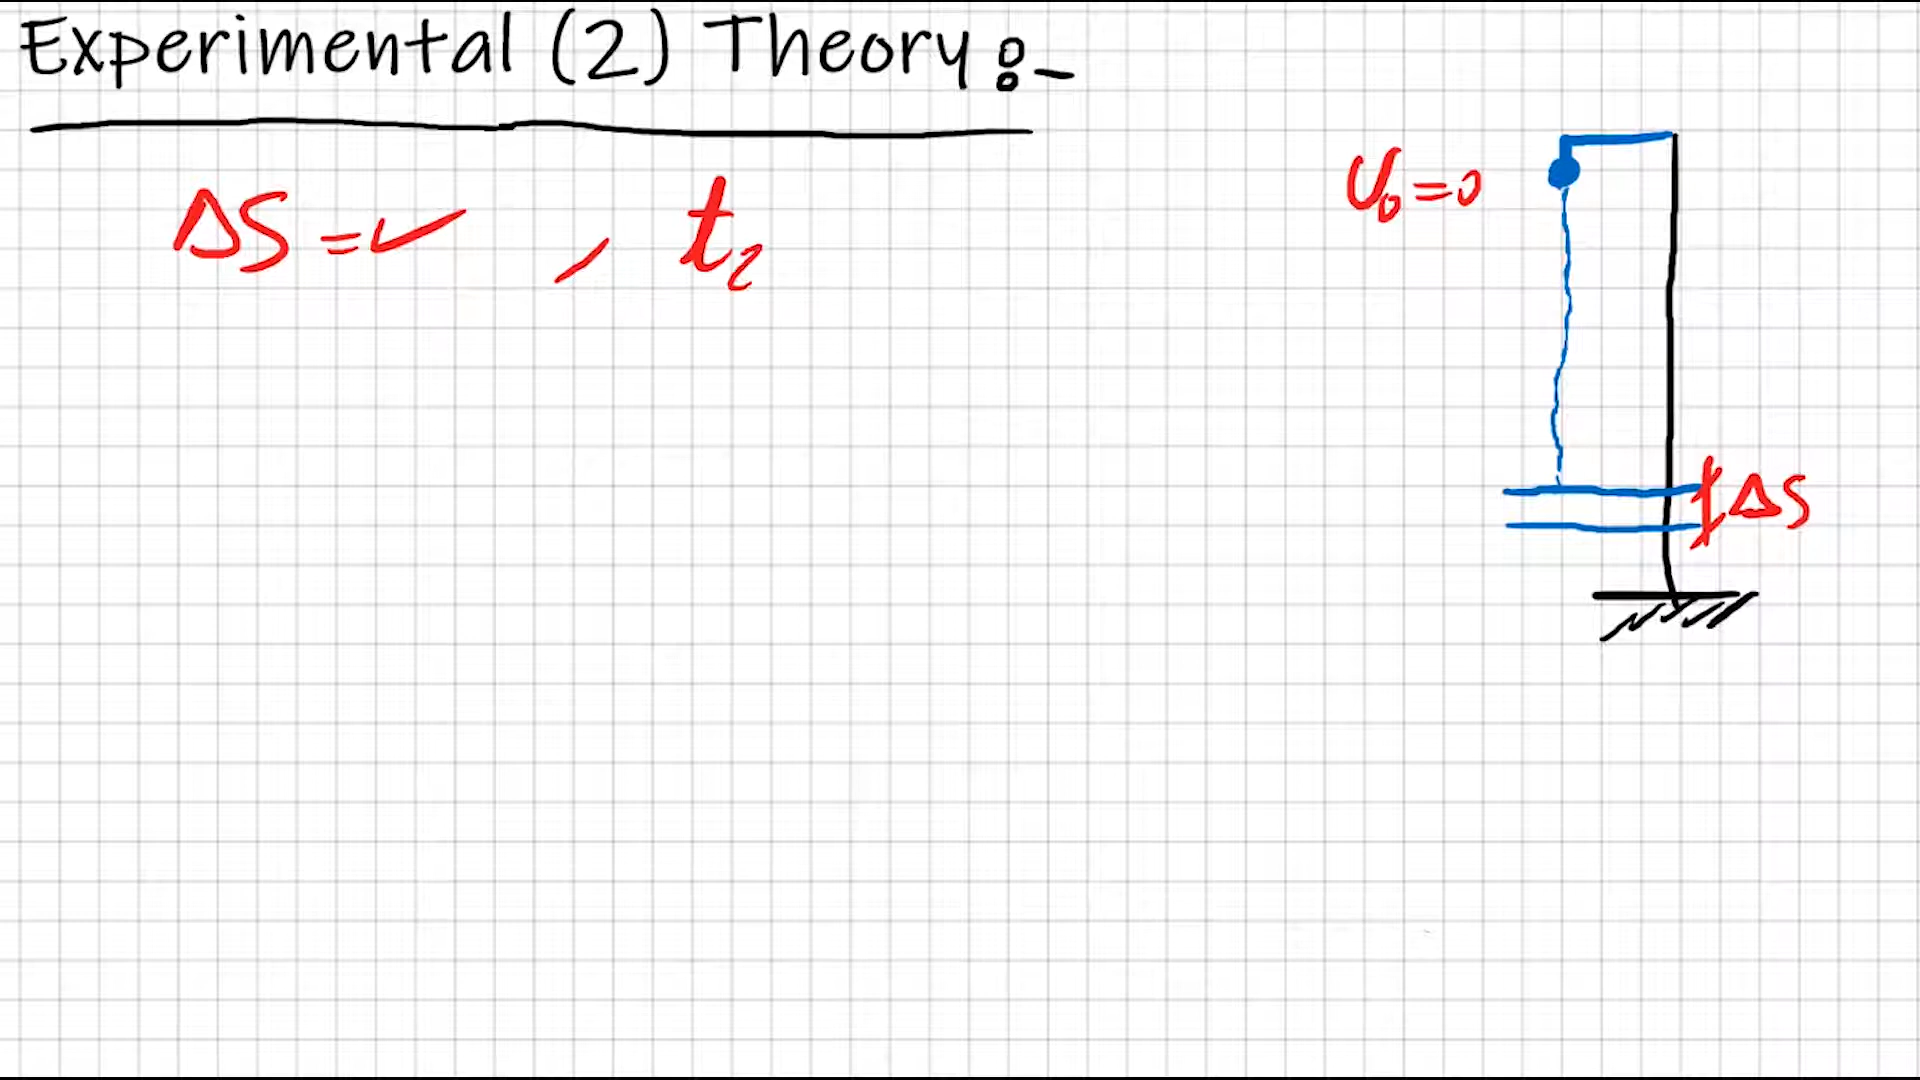 Experimental (2) Theory :-
ΔS = ✓ , t₂
U₀ = 0
ΔS